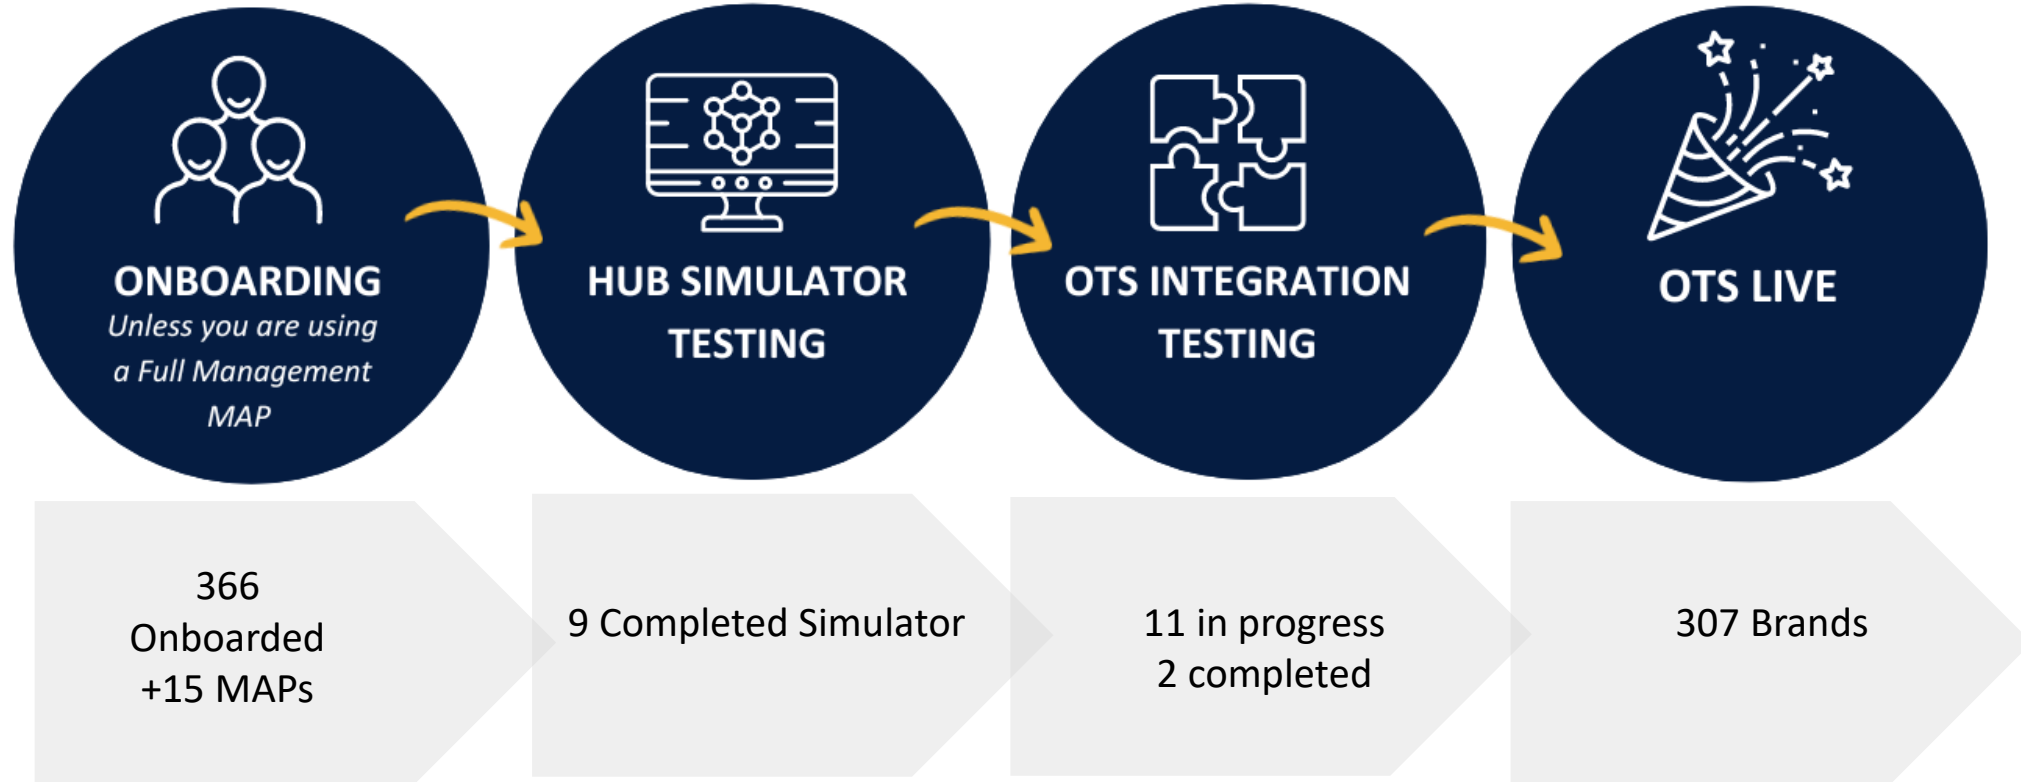 ONBOARDING
Unless you are using
a Full Management
MAP
HUB SIMULATOR
TESTING
OTS INTEGRATION
TESTING
OTS LIVE
366
Onboarded
+15 MAPs
9 Completed Simulator
11 in progress
2 completed
307 Brands